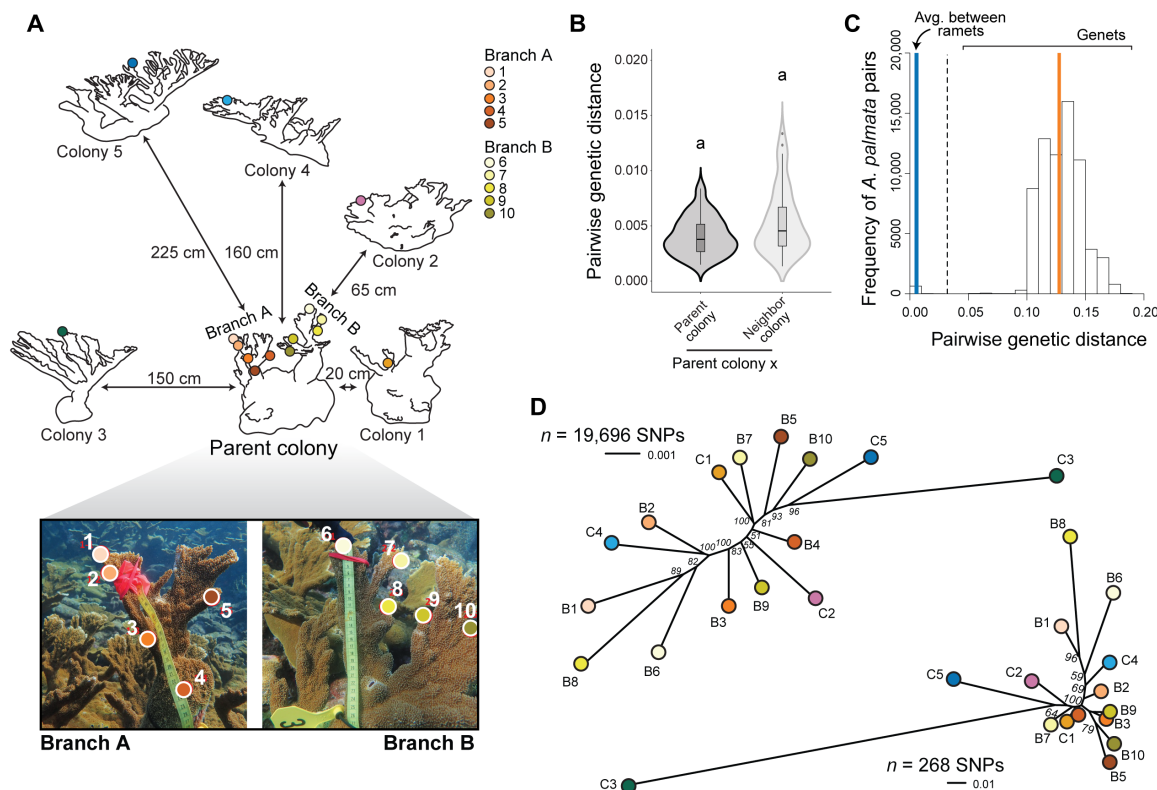 A
Colony 5
Colony 4
Colony 2
Colony 3
Colony 1
Parent colony
225 cm
160 cm
65 cm
150 cm
20 cm
Branch A
Branch B
Branch A
1
2
3
4
5
Branch B
6
7
8
9
10
1
2
3
4
5
6
7
8
9
10
Branch A
Branch B
B
Pairwise genetic distance
0.020
0.015
0.010
0.005
0.000
a
a
Parent
colony
Neighbor
colony
Parent colony x
C
Avg. between
ramets
Genets
Frequency of A. palmata pairs
20,000
15,000
10,000
5000
0
0.00
0.05
0.10
0.15
0.20
Pairwise genetic distance
D
n = 19,696 SNPs
0.001
B5
B7
B10
C1
C5
C3
B2
C4
B4
B1
B3
B9
C2
B8
B6
100
81
93
96
51
55
83
100
100
82
89
n = 268 SNPs
0.01
B8
B6
B1
C4
C2
C5
B2
B9
B3
B7
C1
B10
B5
C3
96
59
69
100
64
79